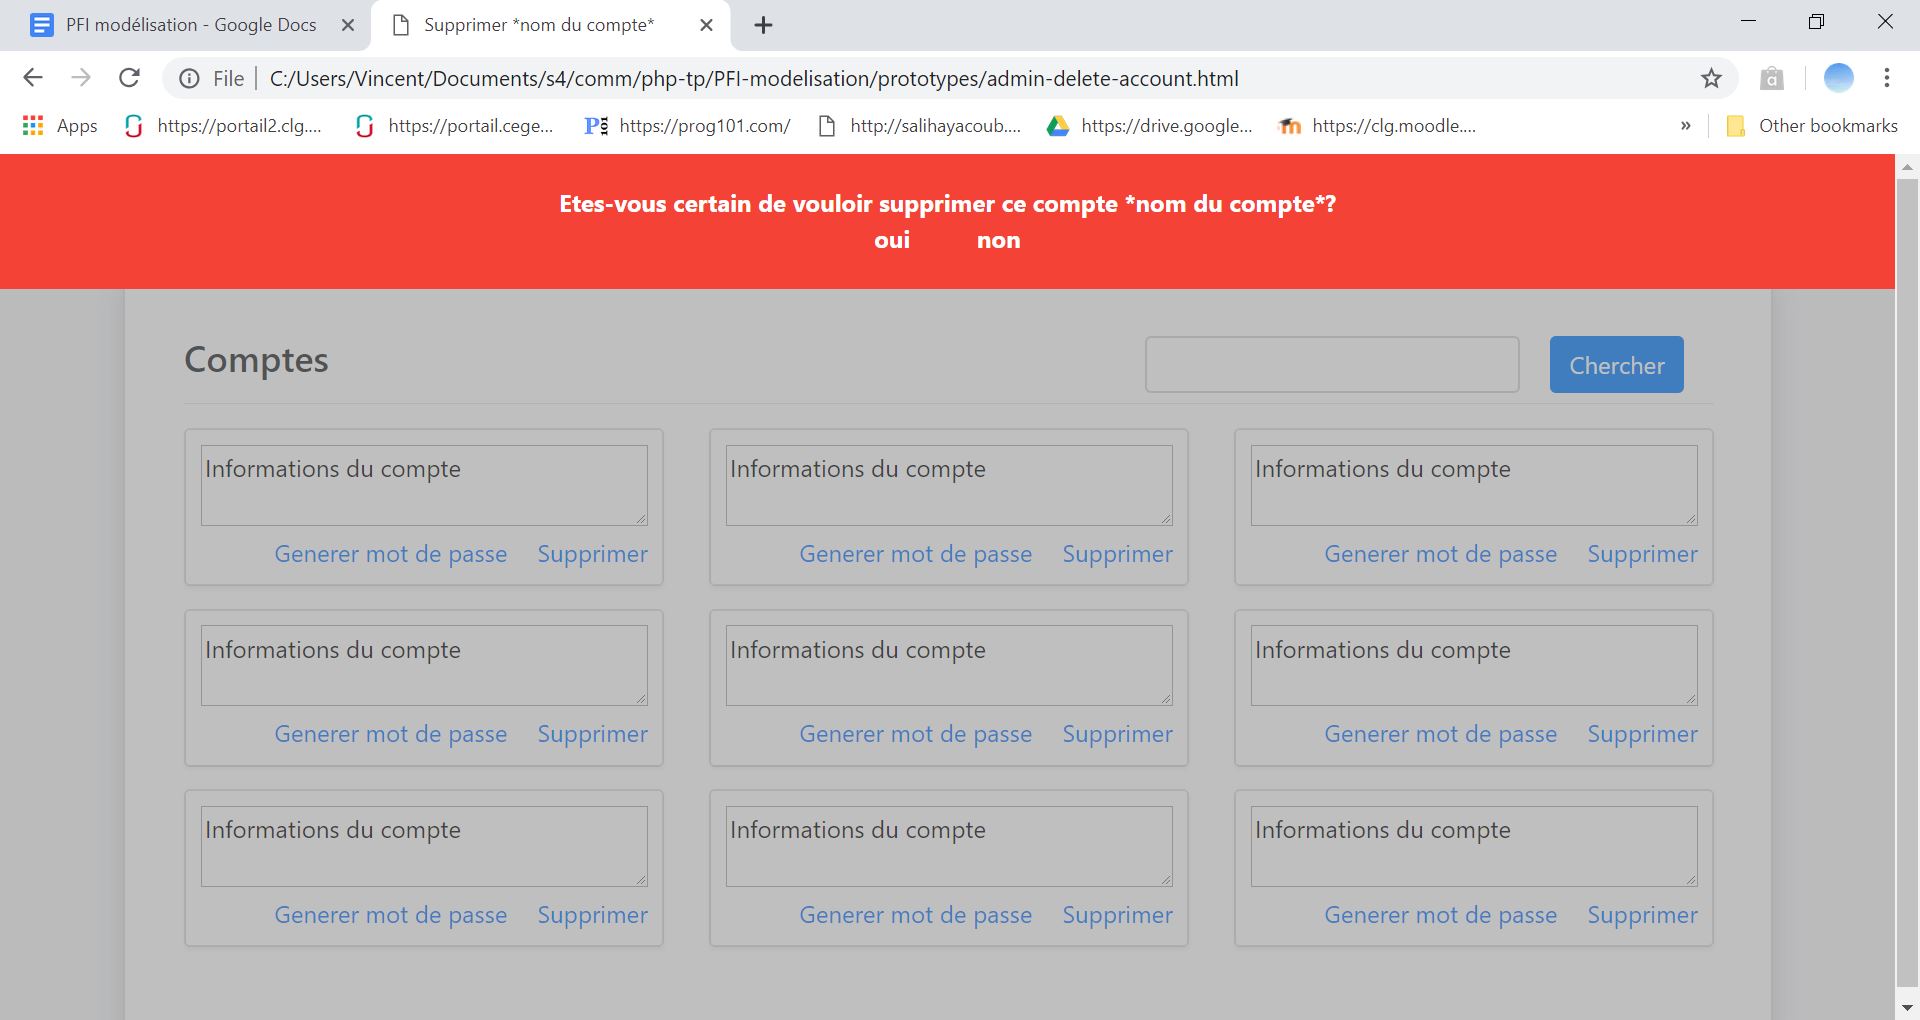 PFI modélisation - Google Docs
Supprimer *nom du compte*
File
C:/Users/Vincent/Documents/s4/comm/php-tp/PFI-modelisation/prototypes/admin-delete-account.html
Apps
https://portail2.clg....
https://portail.cege...
https://prog101.com/
http://salihayacoub....
https://drive.google...
https://clg.moodle....
»
Other bookmarks
Etes-vous certain de vouloir supprimer ce compte *nom du compte*?
oui non
Comptes
Chercher
Informations du compte
Generer mot de passe Supprimer
Informations du compte
Generer mot de passe Supprimer
Informations du compte
Generer mot de passe Supprimer
Informations du compte
Generer mot de passe Supprimer
Informations du compte
Generer mot de passe Supprimer
Informations du compte
Generer mot de passe Supprimer
Informations du compte
Generer mot de passe Supprimer
Informations du compte
Generer mot de passe Supprimer
Informations du compte
Generer mot de passe Supprimer